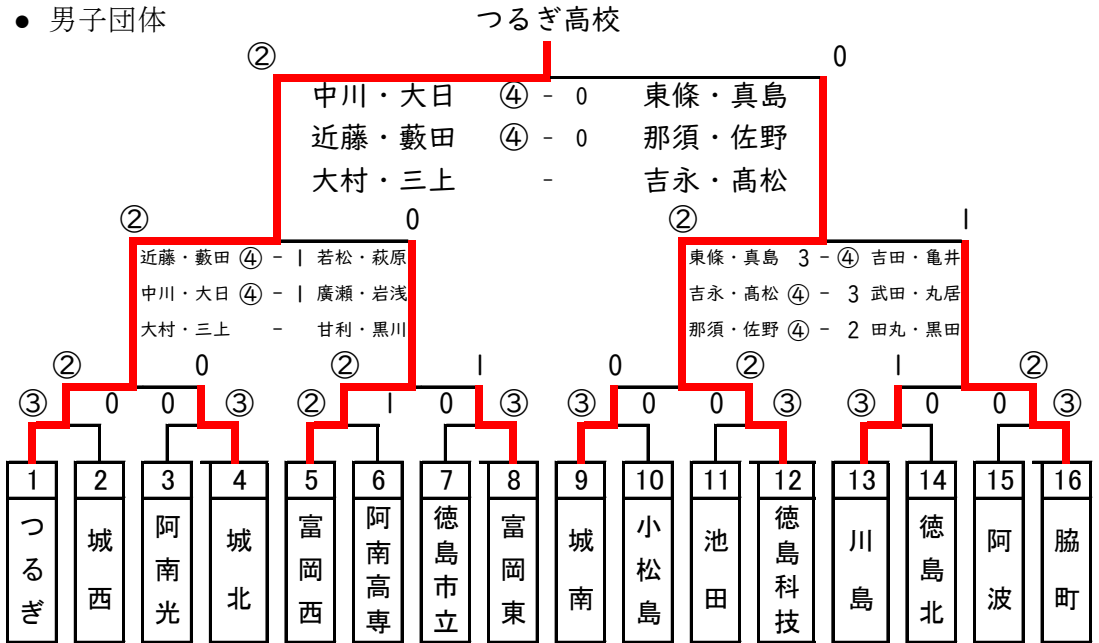 ● 男子団体
つるぎ高校
② 0
中川・大日 ④ - 0 東條・真島
近藤・藪田 ④ - 0 那須・佐野
大村・三上 - 吉永・髙松
② 0 ② 1
近藤・藪田 ④ - 1 若松・萩原 東條・真島 3 - ④ 吉田・亀井
中川・大日 ④ - 1 廣瀬・岩浅 吉永・髙松 ④ - 3 武田・丸居
大村・三上 - 甘利・黒川 那須・佐野 ④ - 2 田丸・黒田
② 0 ② 1 0 ② 1 ②
③ 0 0 ③ ② 1 0 ③ ③ 0 0 ③ ③ 0 0 ③
1 2 3 4 5 6 7 8 9 10 11 12 13 14 15 16
つるぎ
城西
阿南光
城北
富岡西
阿南高専
徳島市立
富岡東
城南
小松島
池田
徳島科技
川島
徳島北
阿波
脇町